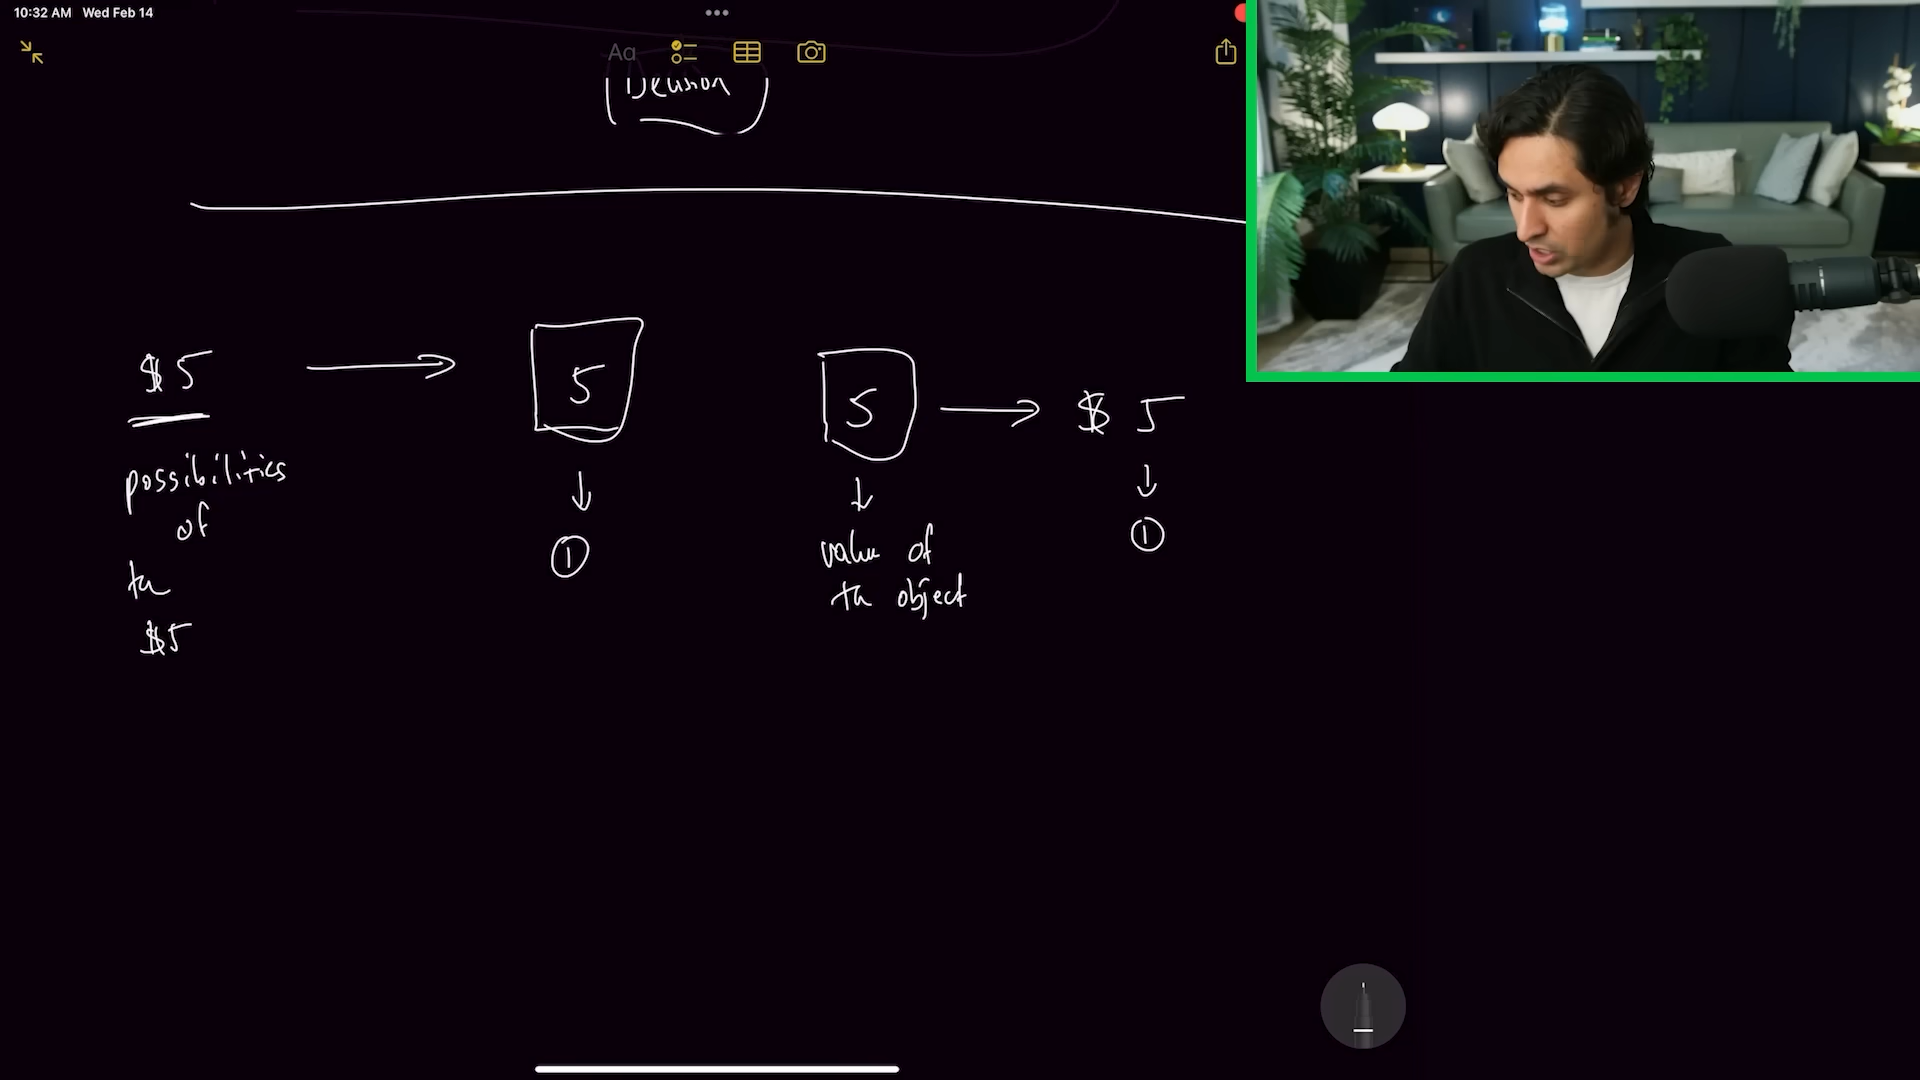 10:32 AM Wed Feb 14
Aa
Decision
$5
5
5
$ 5
possibilities
of
the
$5
1
value of
the object
1